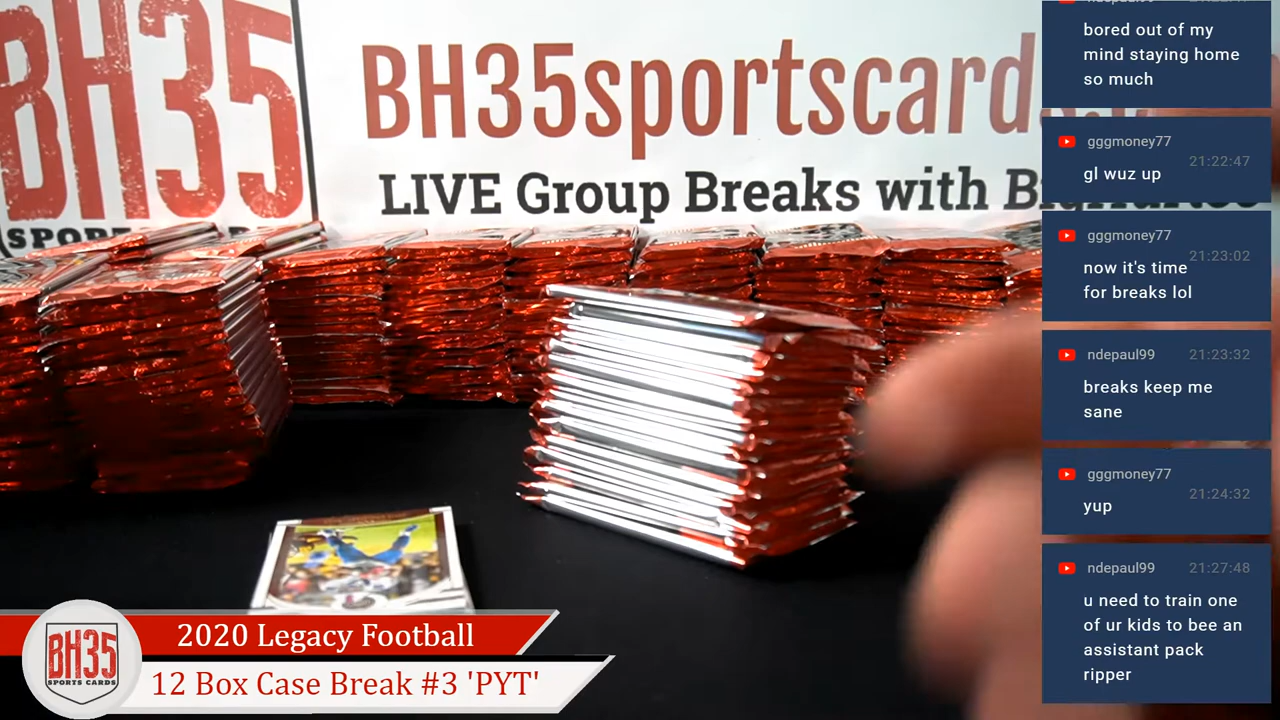 BH35
BH35sportscard
LIVE Group Breaks with
bored out of my
mind staying home
so much
gggmoney77
21:22:47
gl wuz up
gggmoney77
21:23:02
now it's time
for breaks lol
ndepaul99
21:23:32
breaks keep me
sane
gggmoney77
21:24:32
yup
ndepaul99
21:27:48
u need to train one
of ur kids to bee an
assistant pack
ripper
2020 Legacy Football
12 Box Case Break #3 'PYT'
BH35
SPORTS CARDS